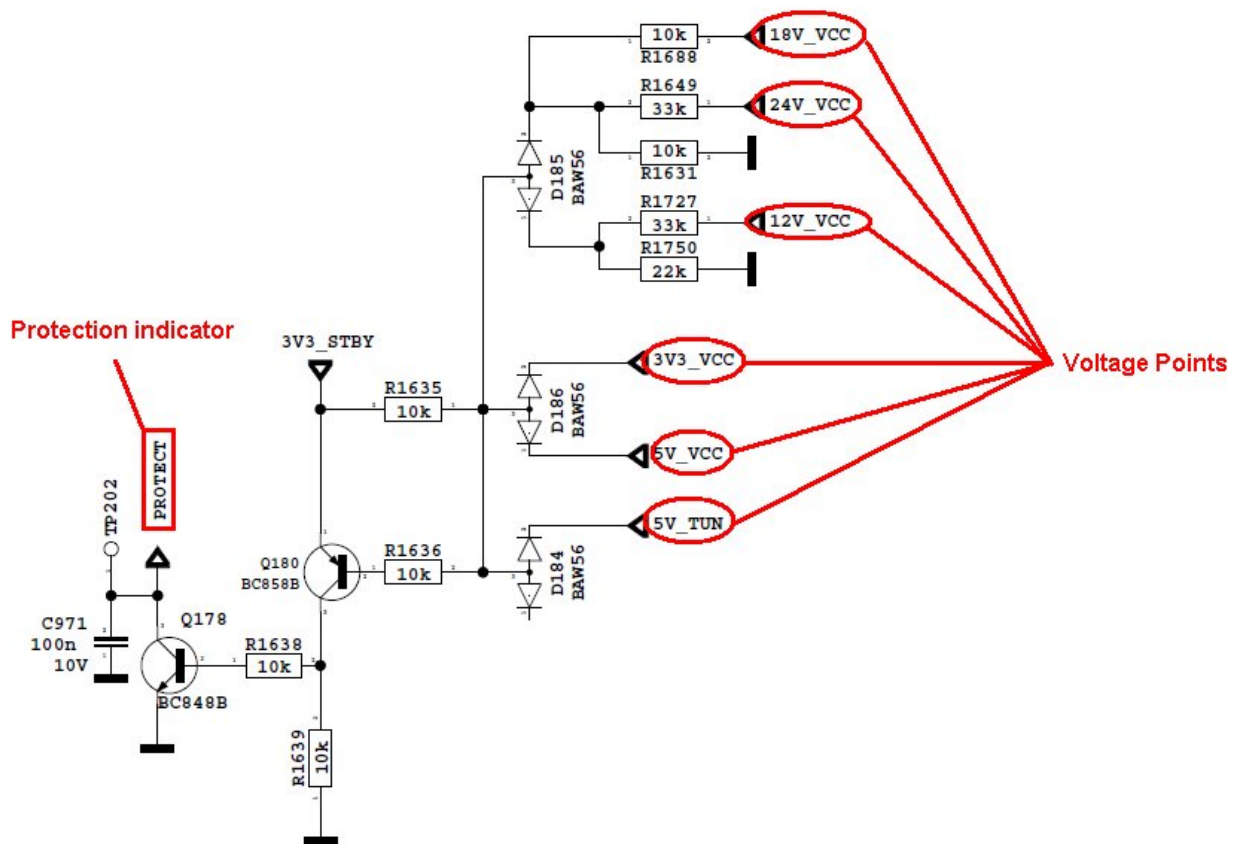 10k
18V_VCC
R1688
R1649
33k
24V_VCC
10k
R1631
D185
BAW56
R1727
33k
12V_VCC
R1750
22k
Protection indicator
3V3_STBY
3V3_VCC
Voltage Points
R1635
10k
D186
BAW56
5V_VCC
PROTECT
TP202
5V_TUN
Q180
BC858B
R1636
10k
D184
BAW56
C971
100n
10V
Q178
BC848B
R1638
10k
R1639
10k